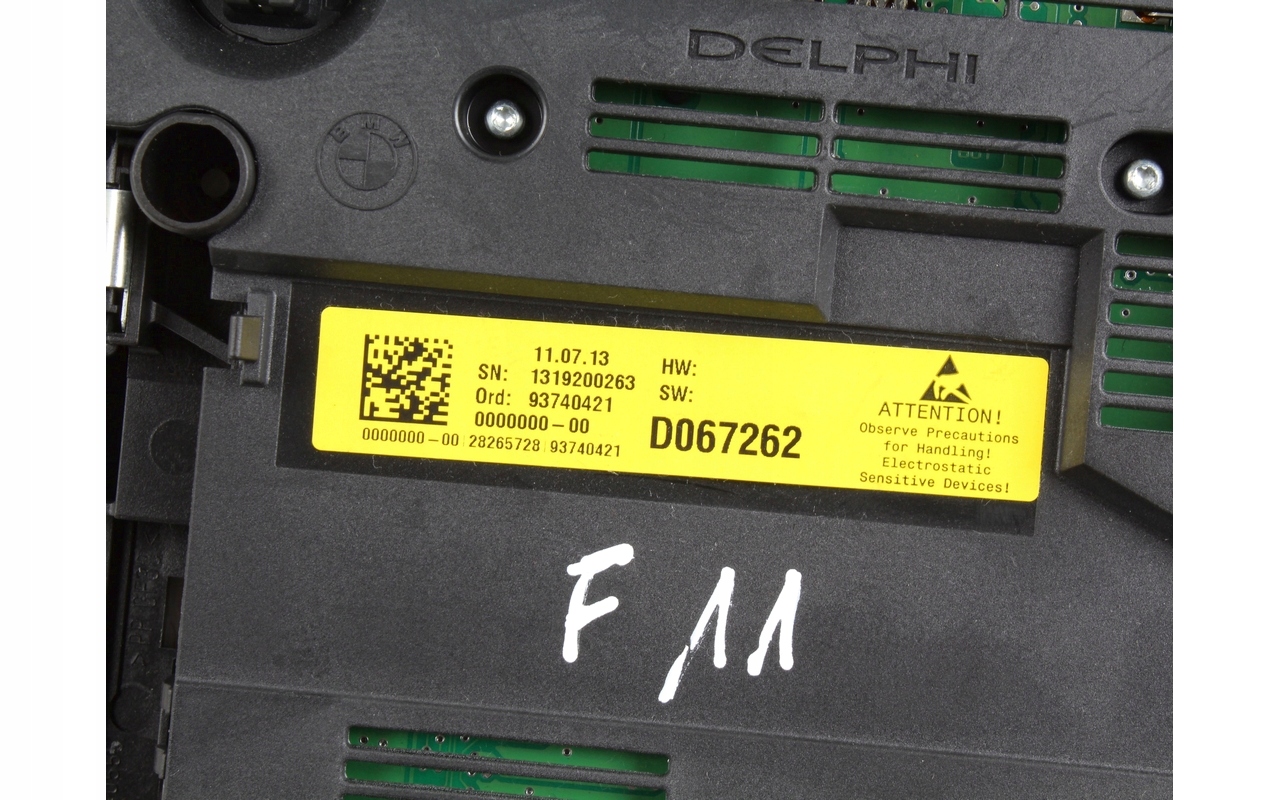 DELPHI
BMW
11.07.13
SN: 1319200263
Ord: 93740421
0000000-00
0000000-00 28265728 93740421
HW:
SW:
D067262
ATTENTION!
Observe Precautions
for Handling!
Electrostatic
Sensitive Devices!
F 11